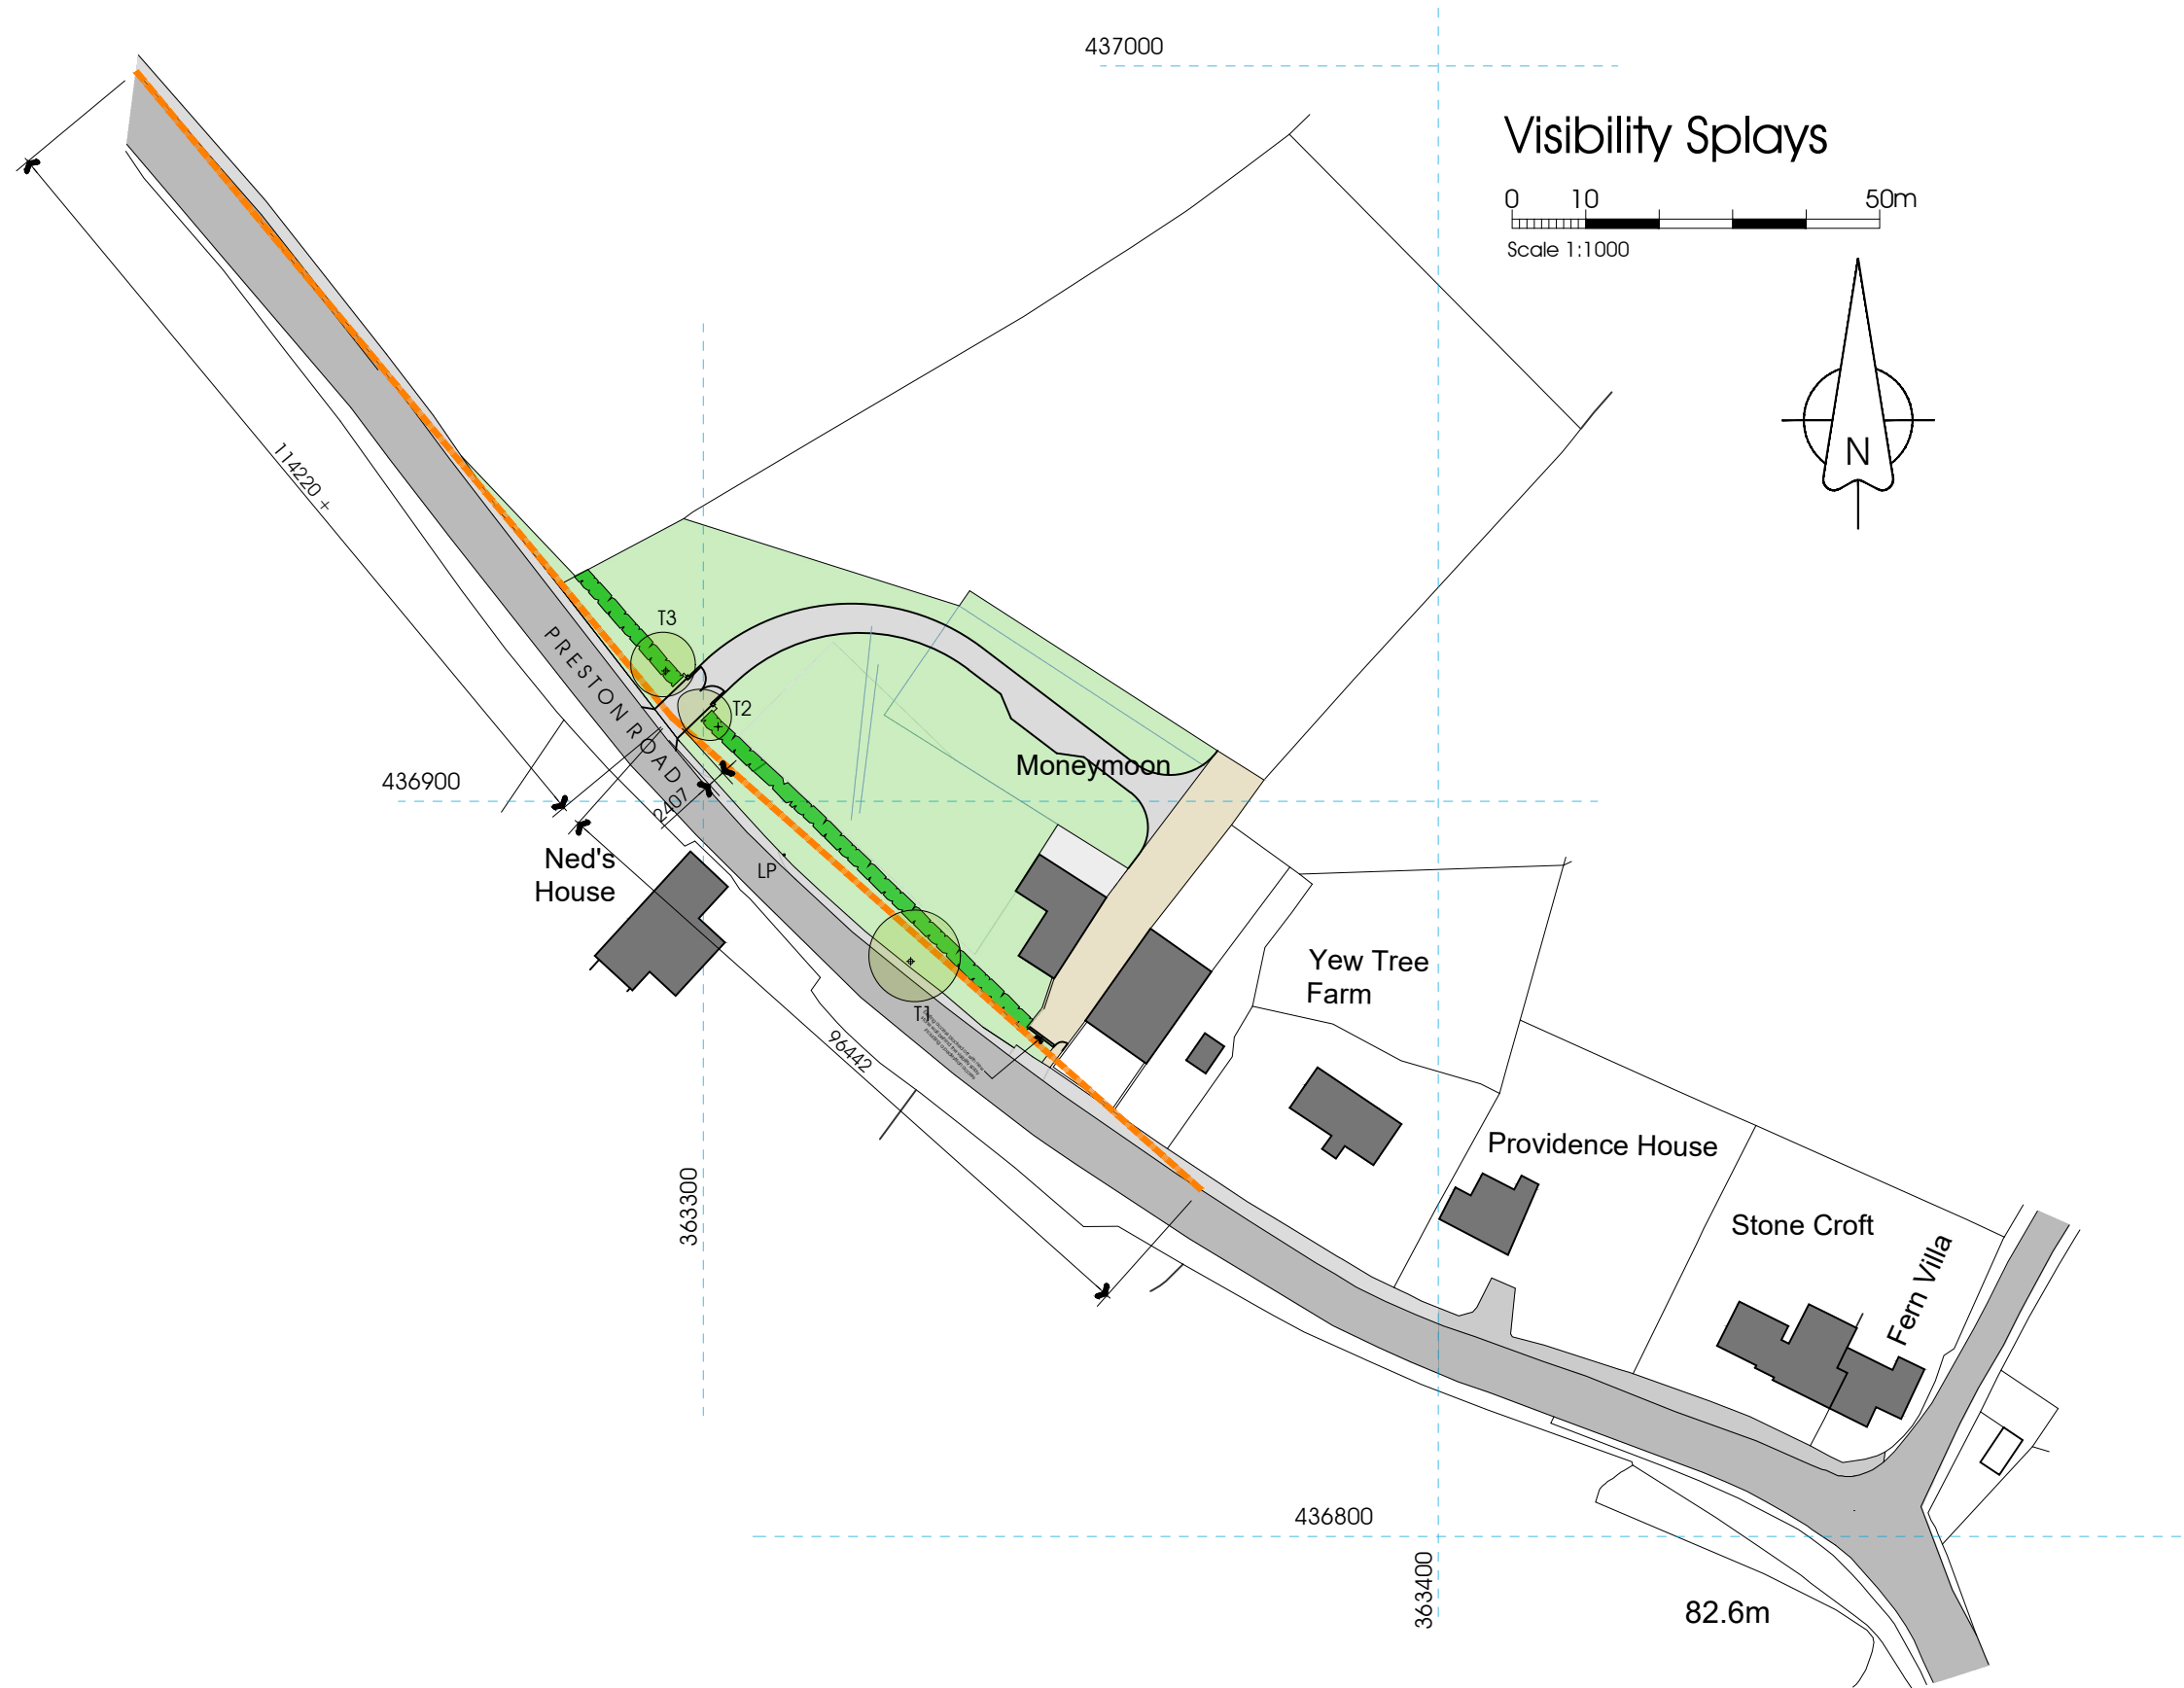 437000
Visibility Splays
0 10 50m
Scale 1:1000
N
114220 +
T3
PRESTON ROAD
T2
Moneymoon
436900
2407
Ned's
House
LP
Yew Tree
Farm
T1
96442
Providence House
363300
Stone Croft
Fern Villa
436800
363400
82.6m